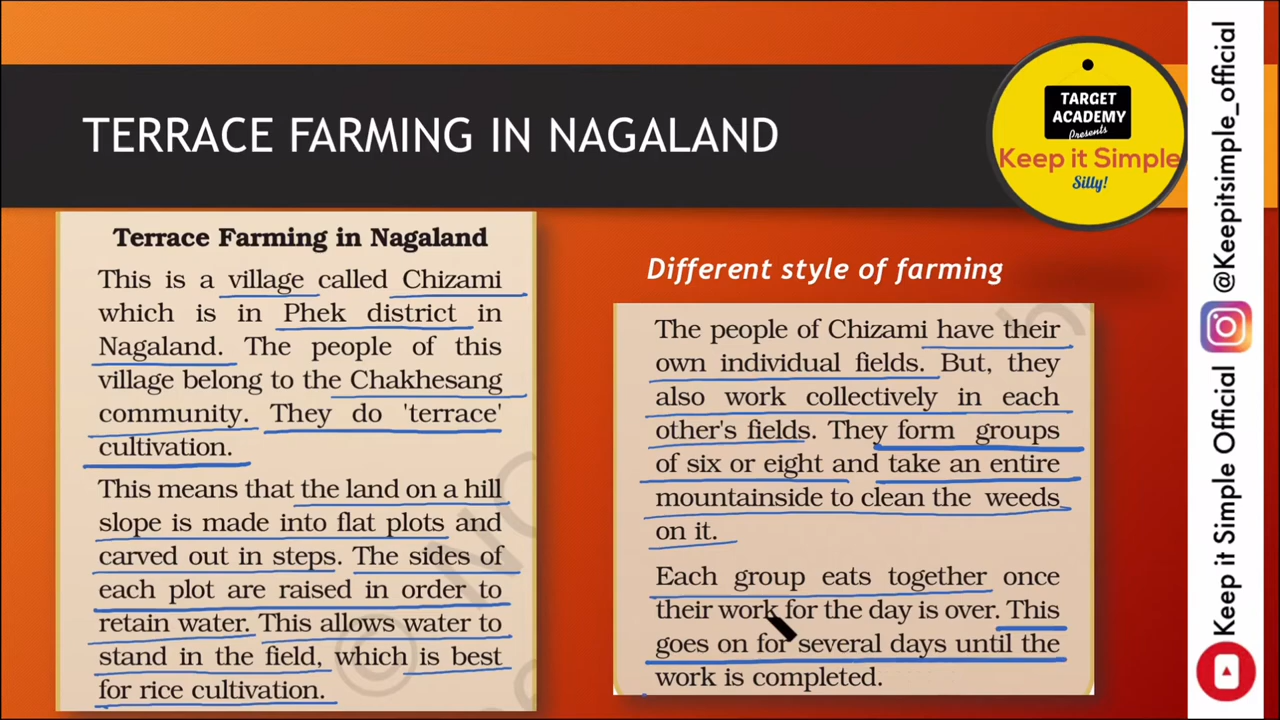 TERRACE FARMING IN NAGALAND
TARGET
ACADEMY
Presents
Keep it Simple
Silly!
Terrace Farming in Nagaland
This is a village called Chizami
which is in Phek district in
Nagaland. The people of this
village belong to the Chakhesang
community. They do 'terrace'
cultivation.
This means that the land on a hill
slope is made into flat plots and
carved out in steps. The sides of
each plot are raised in order to
retain water. This allows water to
stand in the field, which is best
for rice cultivation.
Different style of farming
The people of Chizami have their
own individual fields. But, they
also work collectively in each
other's fields. They form groups
of six or eight and take an entire
mountainside to clean the weeds
on it.
Each group eats together once
their work for the day is over. This
goes on for several days until the
work is completed.
@Keepitsimple_official
Keep it Simple Official